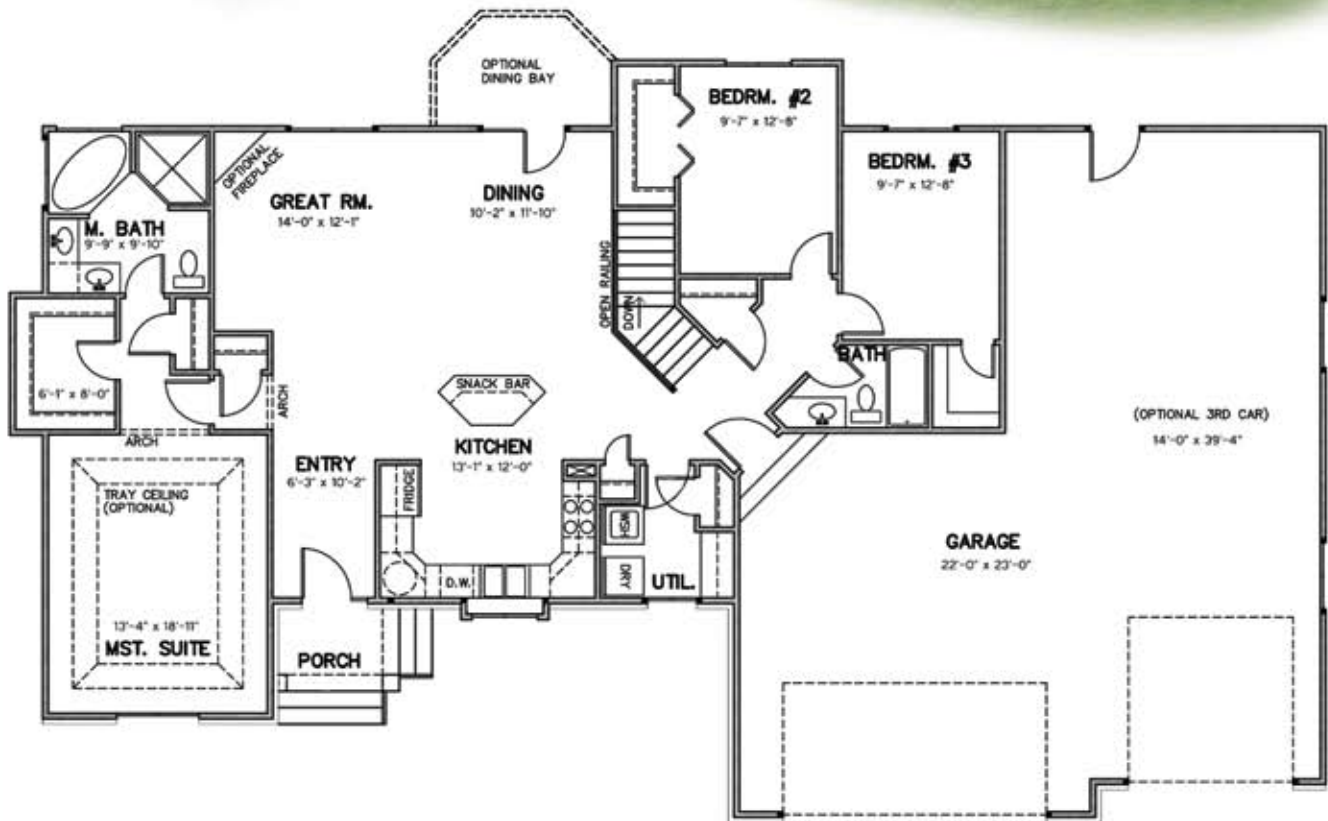 OPTIONAL
DINING BAY
BEDRM. #2
9'-7" x 12'-8"
BEDRM. #3
9'-7" x 12'-8"
OPTIONAL
FIREPLACE
GREAT RM.
14'-0" x 12'-1"
DINING
10'-2" x 11'-10"
M. BATH
9'-9" x 9'-10"
OPEN RAILING
DOWN
BATH
6'-1" x 8'-0"
ARCH
ARCH
SNACK BAR
KITCHEN
13'-1" x 12'-0"
(OPTIONAL 3RD CAR)
14'-0" x 39'-4"
ENTRY
6'-3" x 10'-2"
FRIDGE
TRAY CEILING
(OPTIONAL)
WSH
DRY
UTIL.
D.W.
GARAGE
22'-0" x 23'-0"
13'-4" x 18'-11"
MST. SUITE
PORCH